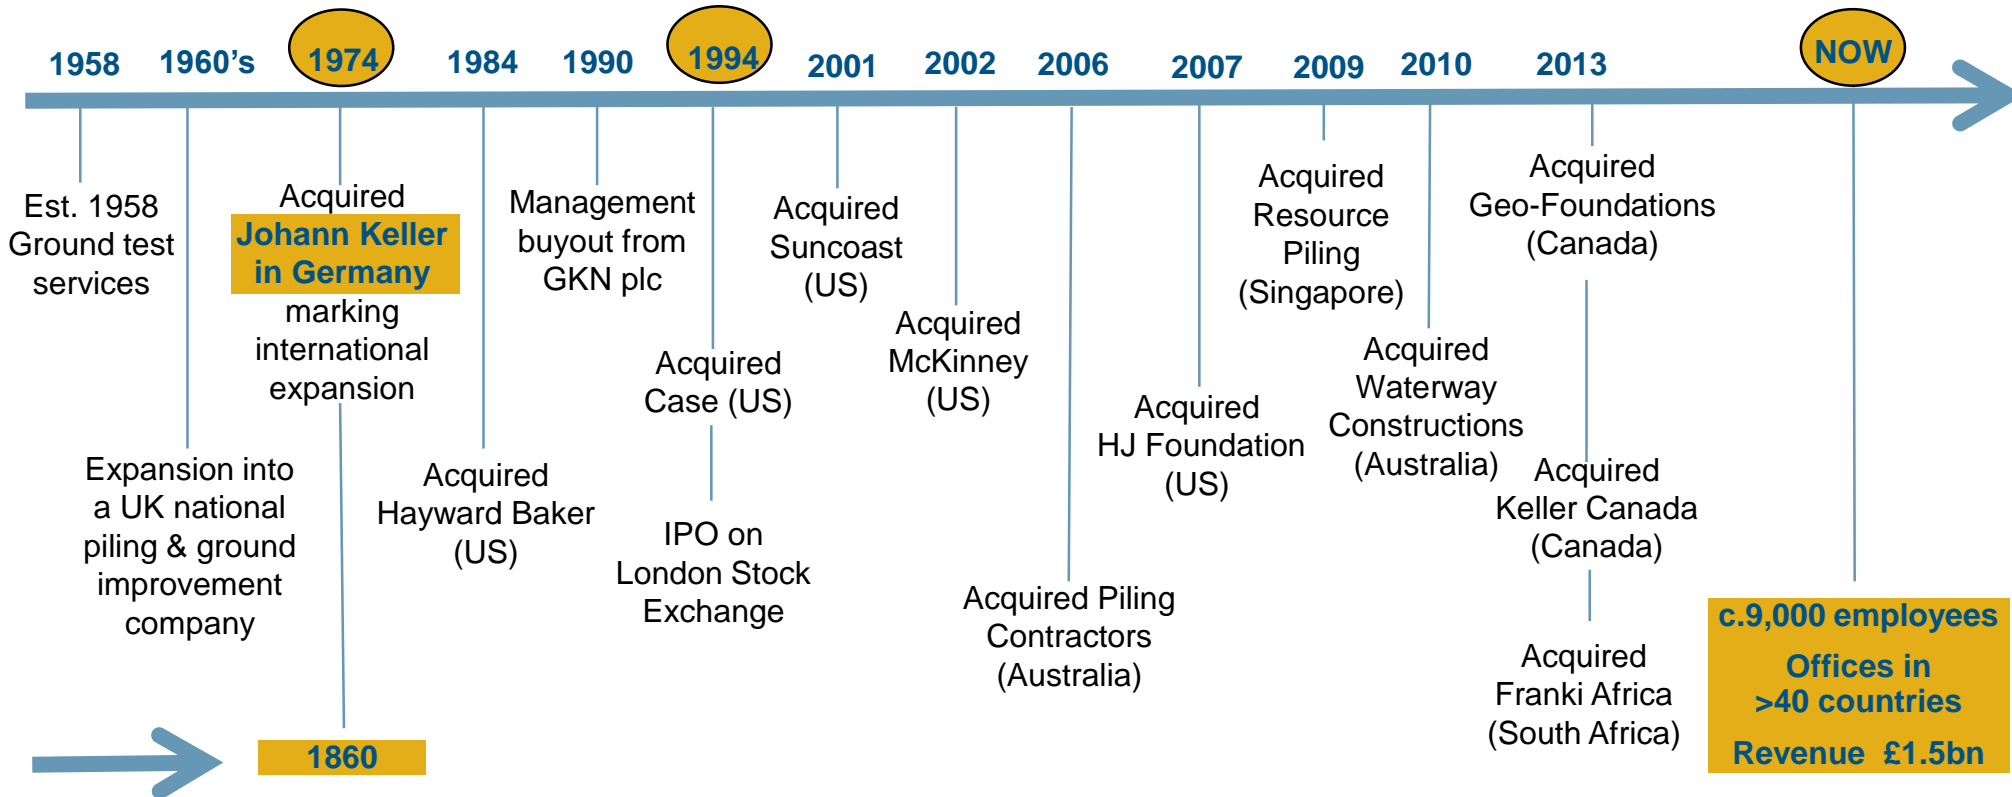 1958
1960's
1974
1984
1990
1994
2001
2002
2006
2007
2009
2010
2013
NOW
Est. 1958
Ground test
services
Expansion into
a UK national
piling & ground
improvement
company
Acquired
Johann Keller
in Germany
marking
international
expansion
1860
Acquired
Hayward Baker
(US)
Management
buyout from
GKN plc
Acquired
Case (US)
IPO on
London Stock
Exchange
Acquired
Suncoast
(US)
Acquired
McKinney
(US)
Acquired Piling
Contractors
(Australia)
Acquired
HJ Foundation
(US)
Acquired
Resource
Piling
(Singapore)
Acquired
Waterway
Constructions
(Australia)
Acquired
Geo-Foundations
(Canada)
Acquired
Keller Canada
(Canada)
Acquired
Franki Africa
(South Africa)
c.9,000 employees
Offices in
>40 countries
Revenue £1.5bn